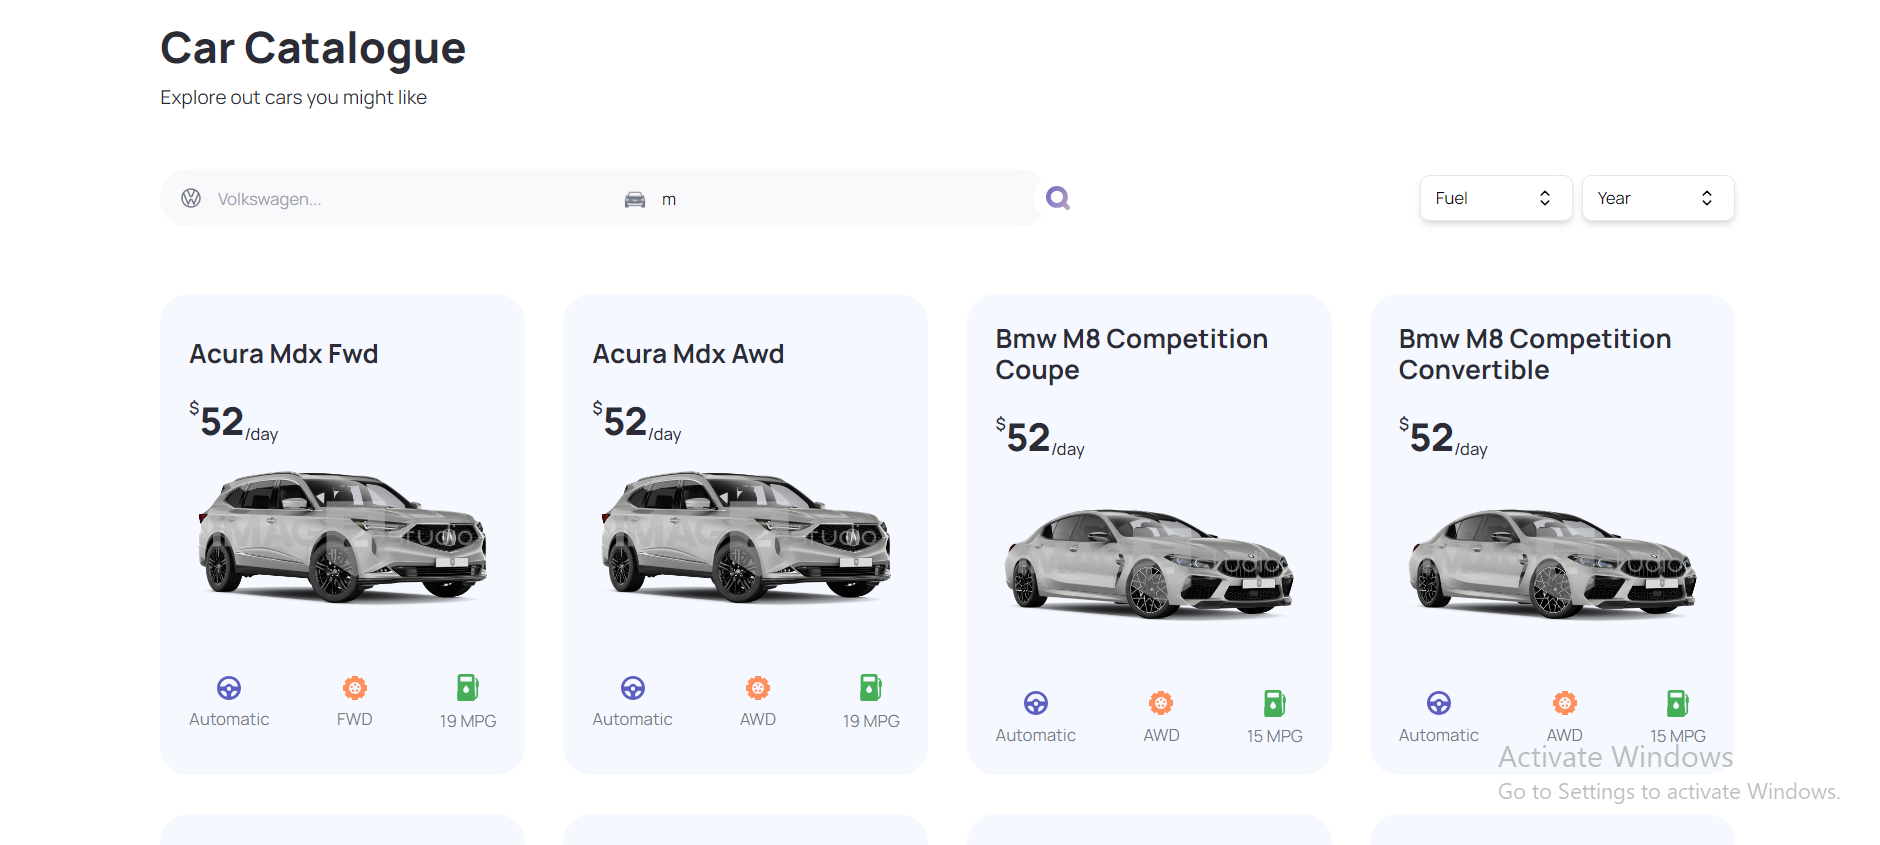 Car Catalogue
Explore out cars you might like
Volkswagen...
m
Fuel
Year
Acura Mdx Fwd
$52/day
Automatic
FWD
19 MPG
Acura Mdx Awd
$52/day
Automatic
AWD
19 MPG
Bmw M8 Competition
Coupe
$52/day
Automatic
AWD
15 MPG
Bmw M8 Competition
Convertible
$52/day
Automatic
AWD
15 MPG
Activate Windows
Go to Settings to activate Windows.